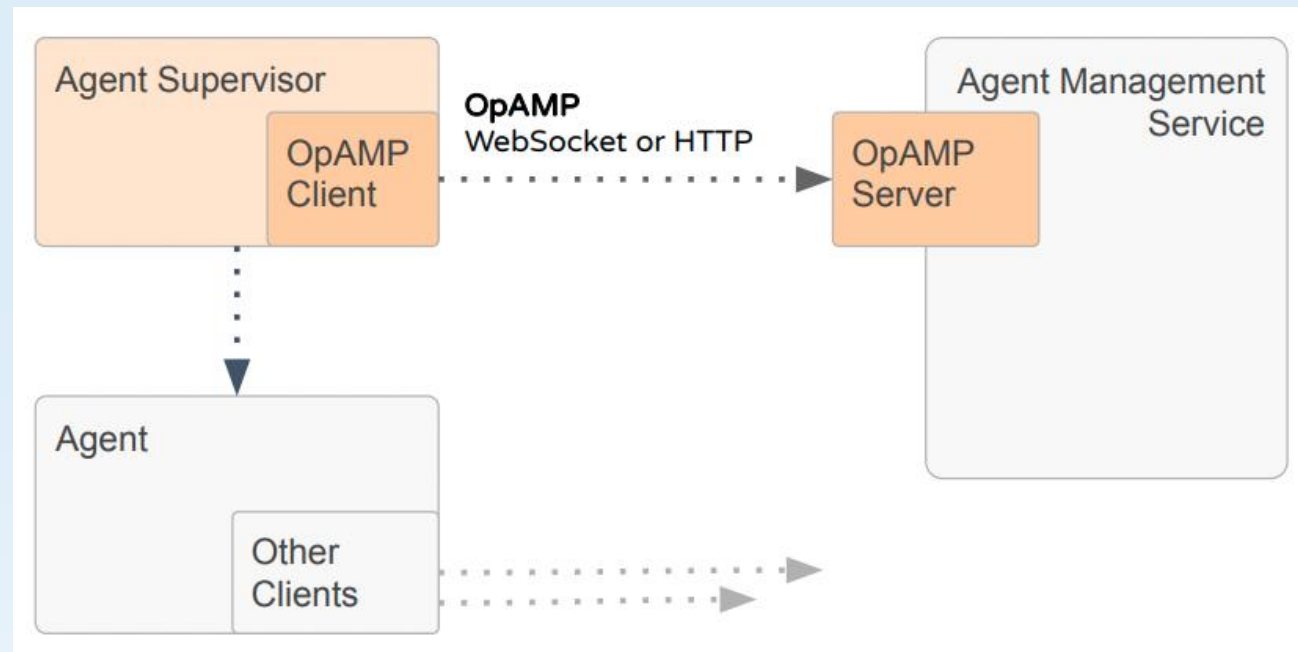 Agent Supervisor
OpAMP
Client
OpAMP
WebSocket or HTTP
Agent Management
Service
OpAMP
Server
Agent
Other
Clients